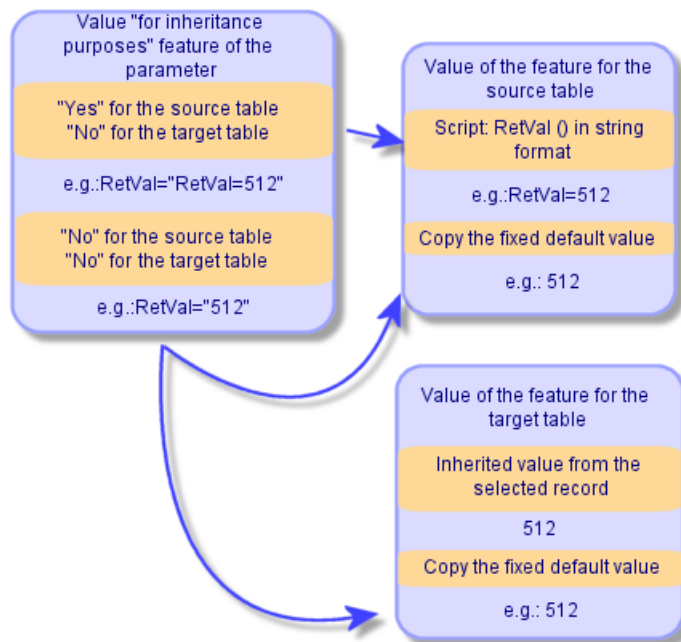 Value "for inheritance
purposes" feature of the
parameter
"Yes" for the source table
"No" for the target table
e.g.:RetVal="RetVal=512"
"No" for the source table
"No" for the target table
e.g.:RetVal="512"
Value of the feature for the
source table
Script: RetVal () in string
format
e.g.:RetVal=512
Copy the fixed default value
e.g.: 512
Value of the feature for the
target table
Inherited value from the
selected record
512
Copy the fixed default value
e.g.: 512